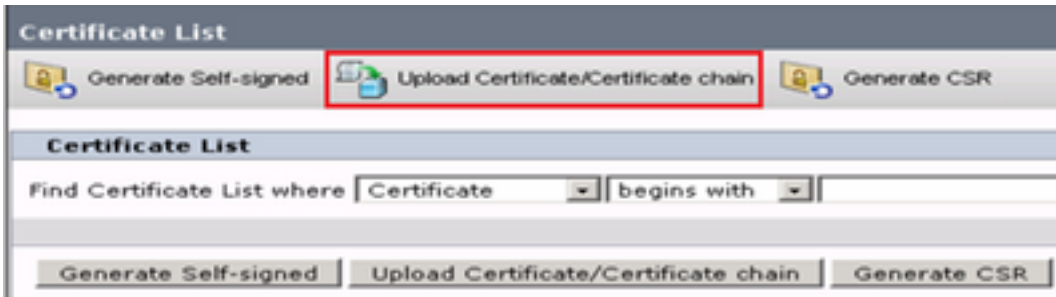 Certificate List
Generate Self-signed Upload Certificate/Certificate chain Generate CSR
Certificate List
Find Certificate List where Certificate begins with
Generate Self-signed Upload Certificate/Certificate chain Generate CSR